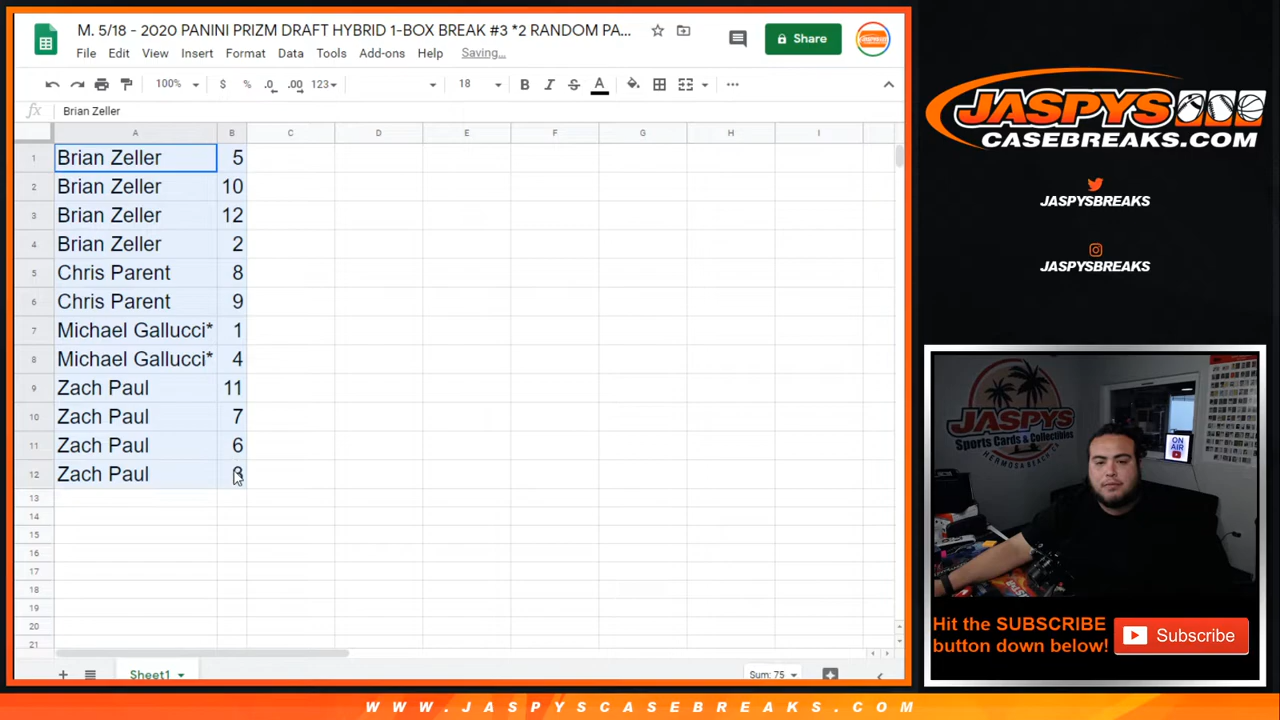 M. 5/18 - 2020 PANINI PRIZM DRAFT HYBRID 1-BOX BREAK #3 *2 RANDOM PA...
Share
File Edit View Insert Format Data Tools Add-ons Help Saving...
100% $ % .0 .00 123 18 B I S A
fx Brian Zeller
A B C D E F G H I
1 Brian Zeller 5
2 Brian Zeller 10
3 Brian Zeller 12
4 Brian Zeller 2
5 Chris Parent 8
6 Chris Parent 9
7 Michael Gallucci* 1
8 Michael Gallucci* 4
9 Zach Paul 11
10 Zach Paul 7
11 Zach Paul 6
12 Zach Paul
13
14
15
16
17
18
19
20
21
Sheet1
Sum: 75
JASPYS
CASEBREAKS.COM
JASPYSBREAKS
JASPYSBREAKS
JASPYS
Sports Cards & Collectibles
HERMOSA BEACH, CA
ON AIR
Hit the SUBSCRIBE
button down below!
Subscribe
WWW.JASPYSCASEBREAKS.COM